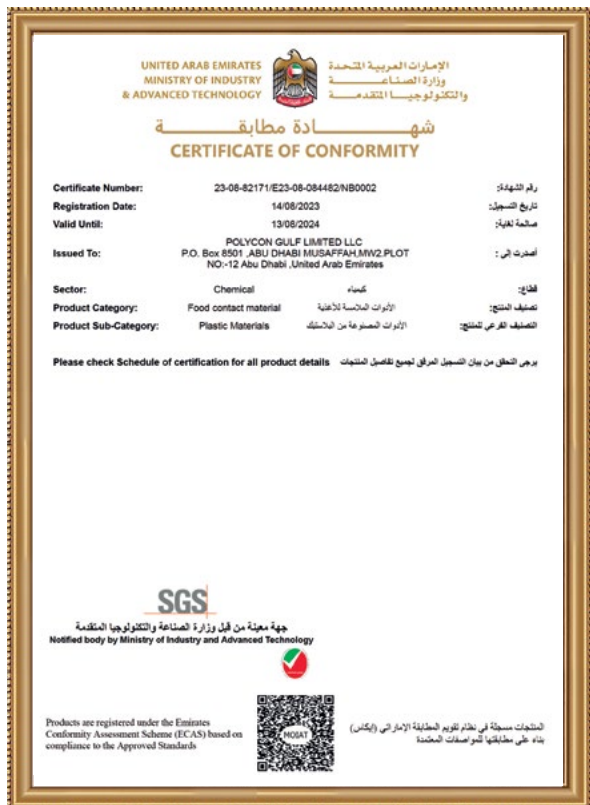 UNITED ARAB EMIRATES
MINISTRY OF INDUSTRY
& ADVANCED TECHNOLOGY
الإمارات العربية المتحدة
وزارة الصناعة
والتكنولوجيا المتقدمة
شهادة مطابقة
CERTIFICATE OF CONFORMITY
Certificate Number: 23-08-82171/E23-08-084482/NB0002 رقم الشهادة:
Registration Date: 14/08/2023 تاريخ التسجيل:
Valid Until: 13/08/2024 صالحة لغاية:
POLYCON GULF LIMITED LLC
Issued To: P.O. Box 8501 ,ABU DHABI MUSAFFAH,MW2,PLOT أصدرت إلى :
NO:-12 Abu Dhabi ,United Arab Emirates
Sector: Chemical كيمياء قطاع:
Product Category: Food contact material الأدوات الملامسة للأغذية تصنيف المنتج:
Product Sub-Category: Plastic Materials الأدوات المصنوعة من البلاستيك التصنيف الفرعي للمنتج:
Please check Schedule of certification for all product details يرجى التحقق من بيان التسجيل المرفق لجميع تفاصيل المنتجات
SGS
جهة معينة من قبل وزارة الصناعة والتكنولوجيا المتقدمة
Notified body by Ministry of Industry and Advanced Technology
Products are registered under the Emirates
Conformity Assessment Scheme (ECAS) based on
compliance to the Approved Standards
MOIAT
المنتجات مسجلة في نظام تقويم المطابقة الاماراتي (إيكاس)
بناء على مطابقتها للمواصفات المعتمدة